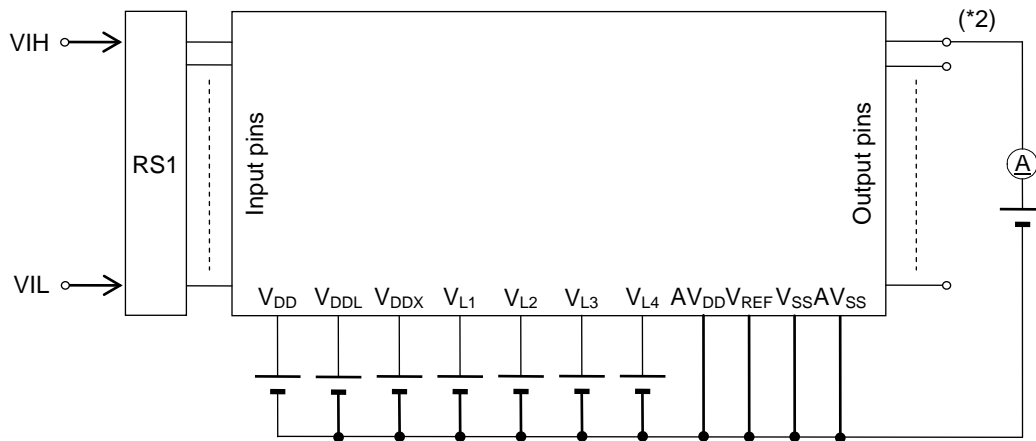 VIH
(*2)
RS1
Input pins
Output pins
A
VIL
VDD VDDL VDDX VL1 VL2 VL3 VL4 AVDD VREF VSS AVSS